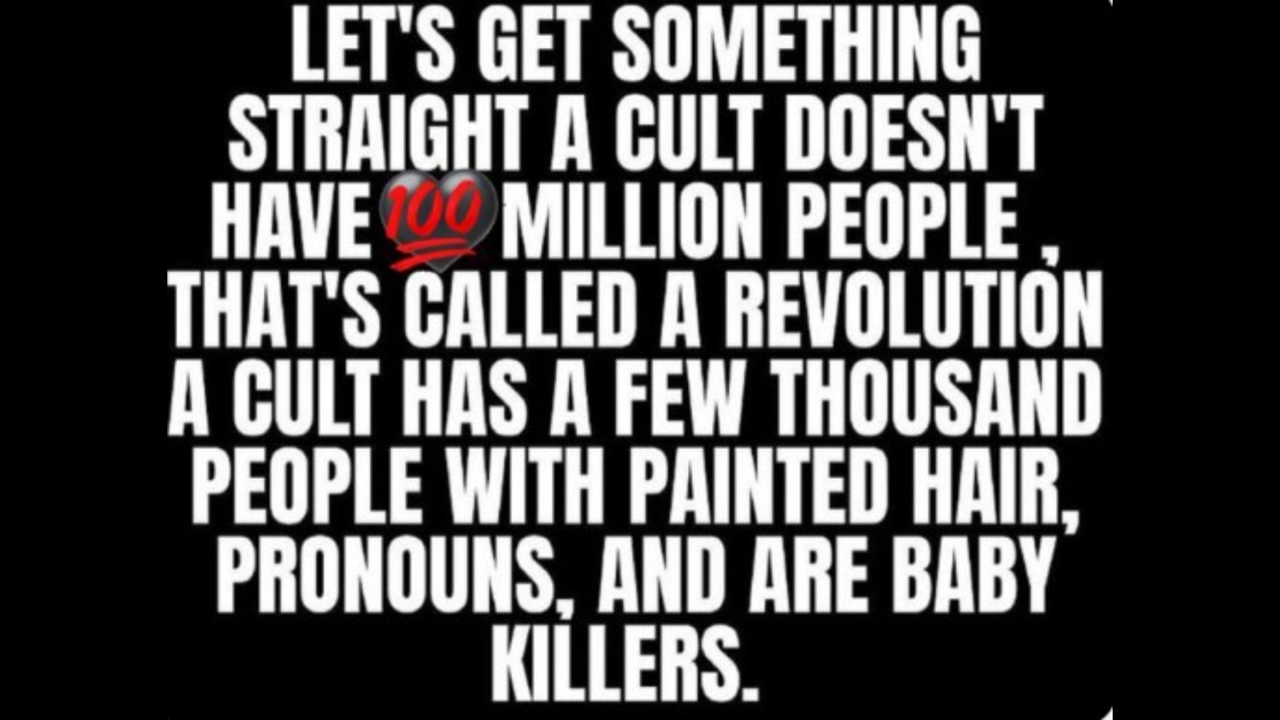 LET'S GET SOMETHING
STRAIGHT A CULT DOESN'T
HAVE 💯 MILLION PEOPLE ,
THAT'S CALLED A REVOLUTION
A CULT HAS A FEW THOUSAND
PEOPLE WITH PAINTED HAIR,
PRONOUNS, AND ARE BABY
KILLERS.